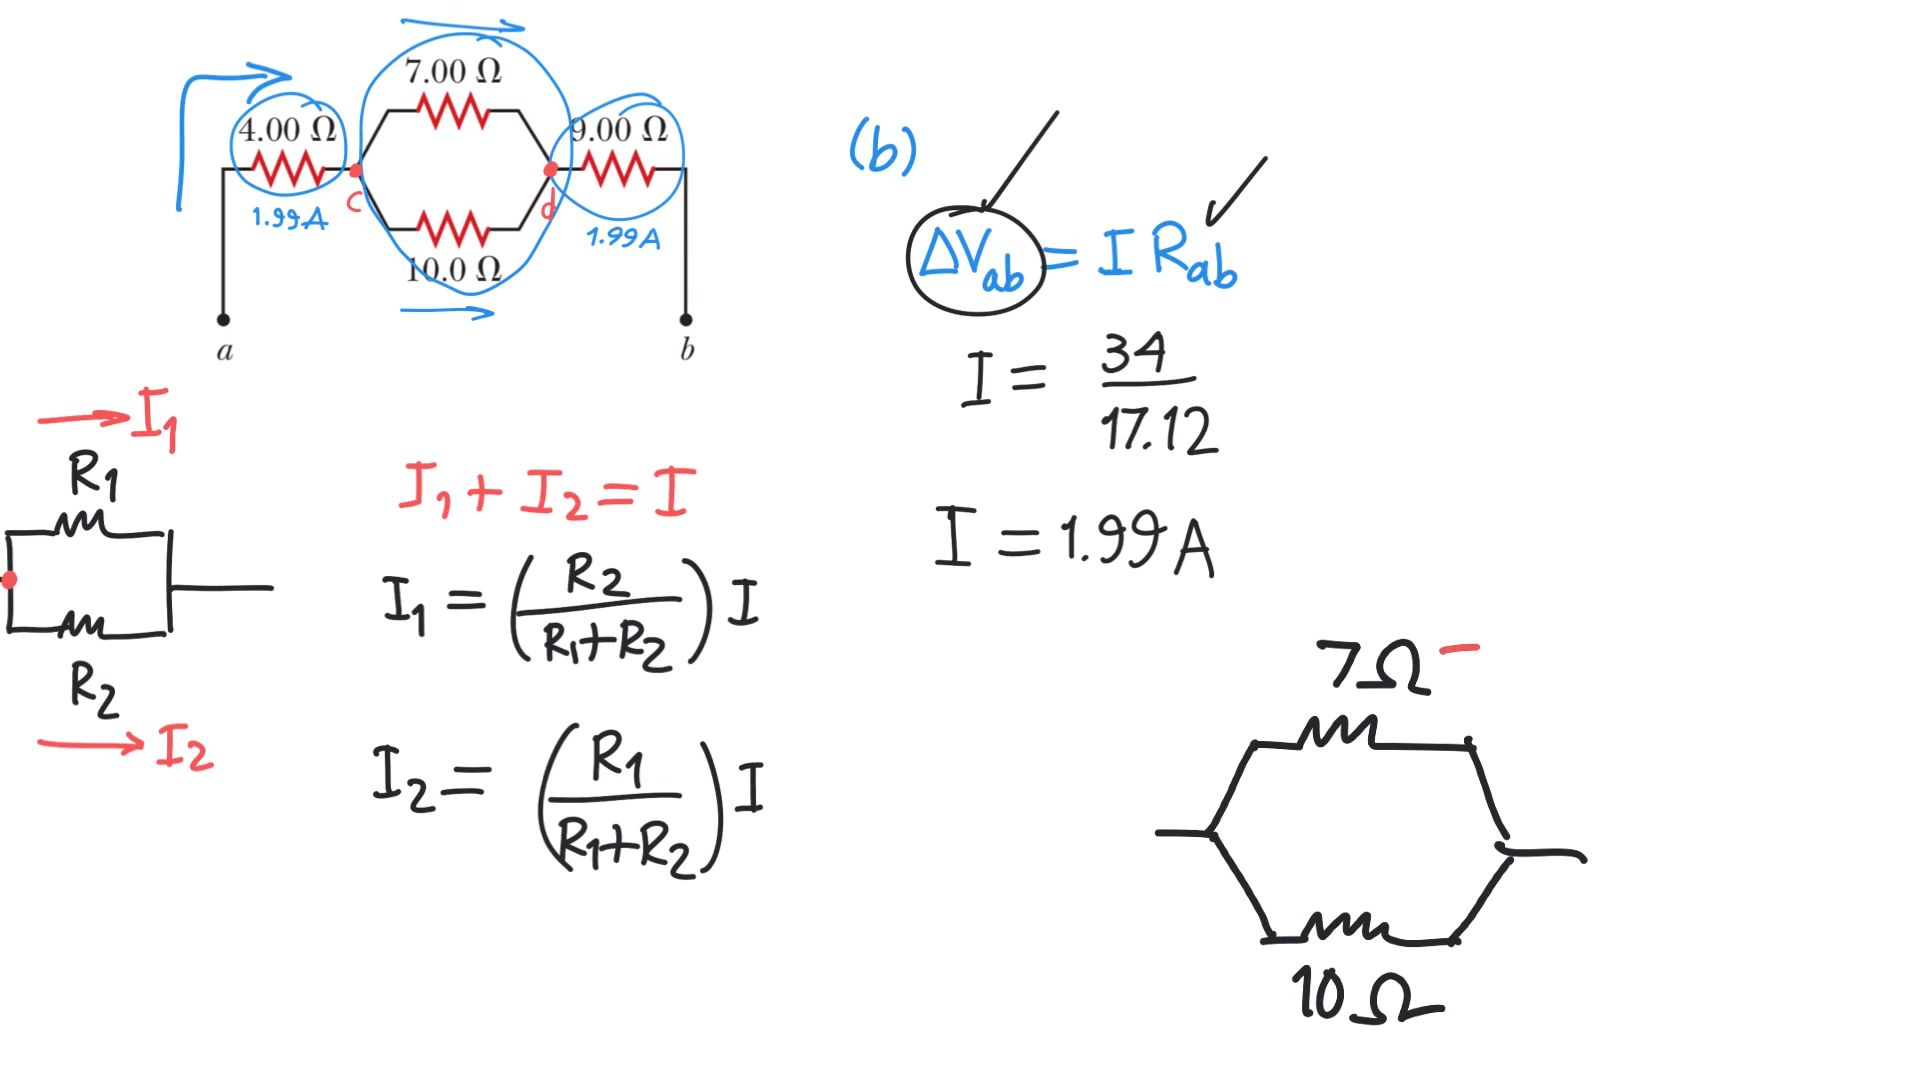 7.00 Ω
4.00 Ω
9.00 Ω
1.99A
c
d
1.99A
10.0 Ω
a
b
I1
R1
R2
I2
I1 + I2 = I
I1 = (R2 / R1+R2) I
I2 = (R1 / R1+R2) I
(b)
ΔVab = I Rab
I = 34 / 17.12
I = 1.99A
7Ω
10Ω